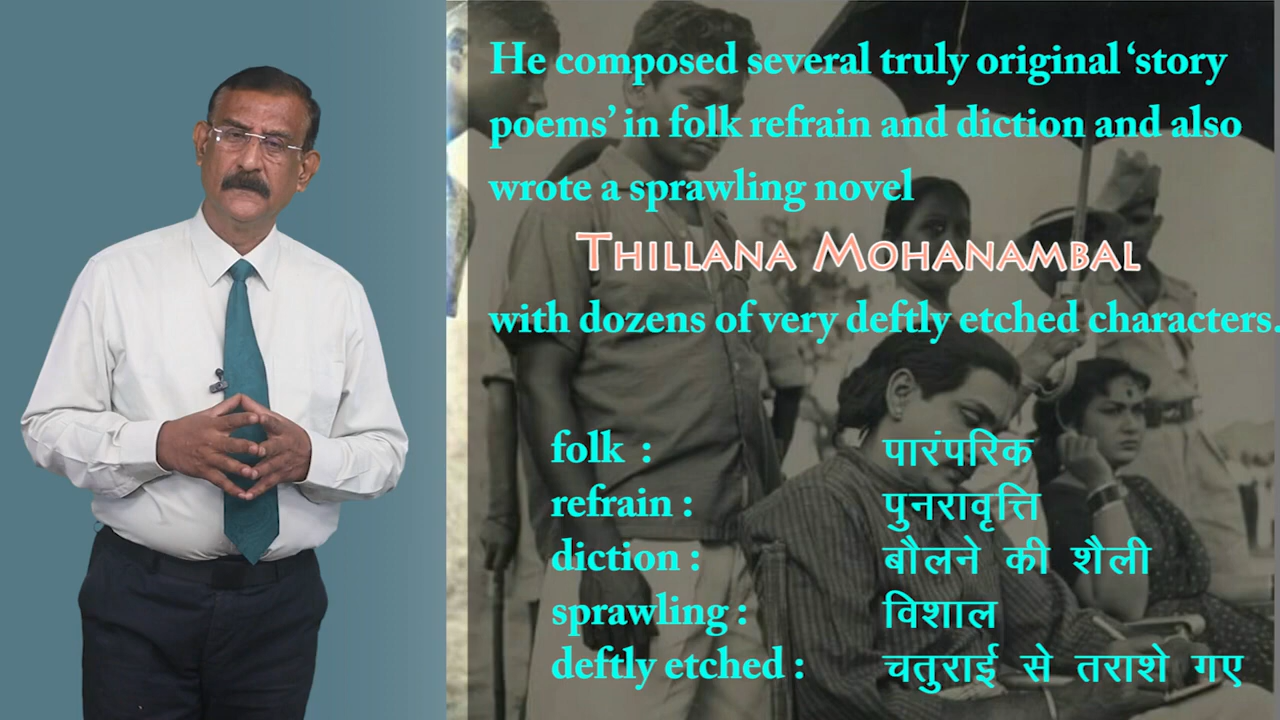 He composed several truly original ‘story
poems’ in folk refrain and diction and also
wrote a sprawling novel
THILLANA MOHANAMBAL
with dozens of very deftly etched characters.
folk : पारंपरिक
refrain : पुनरावृत्ति
diction : बौलने की शैली
sprawling : विशाल
deftly etched : चतुराई से तराशे गए